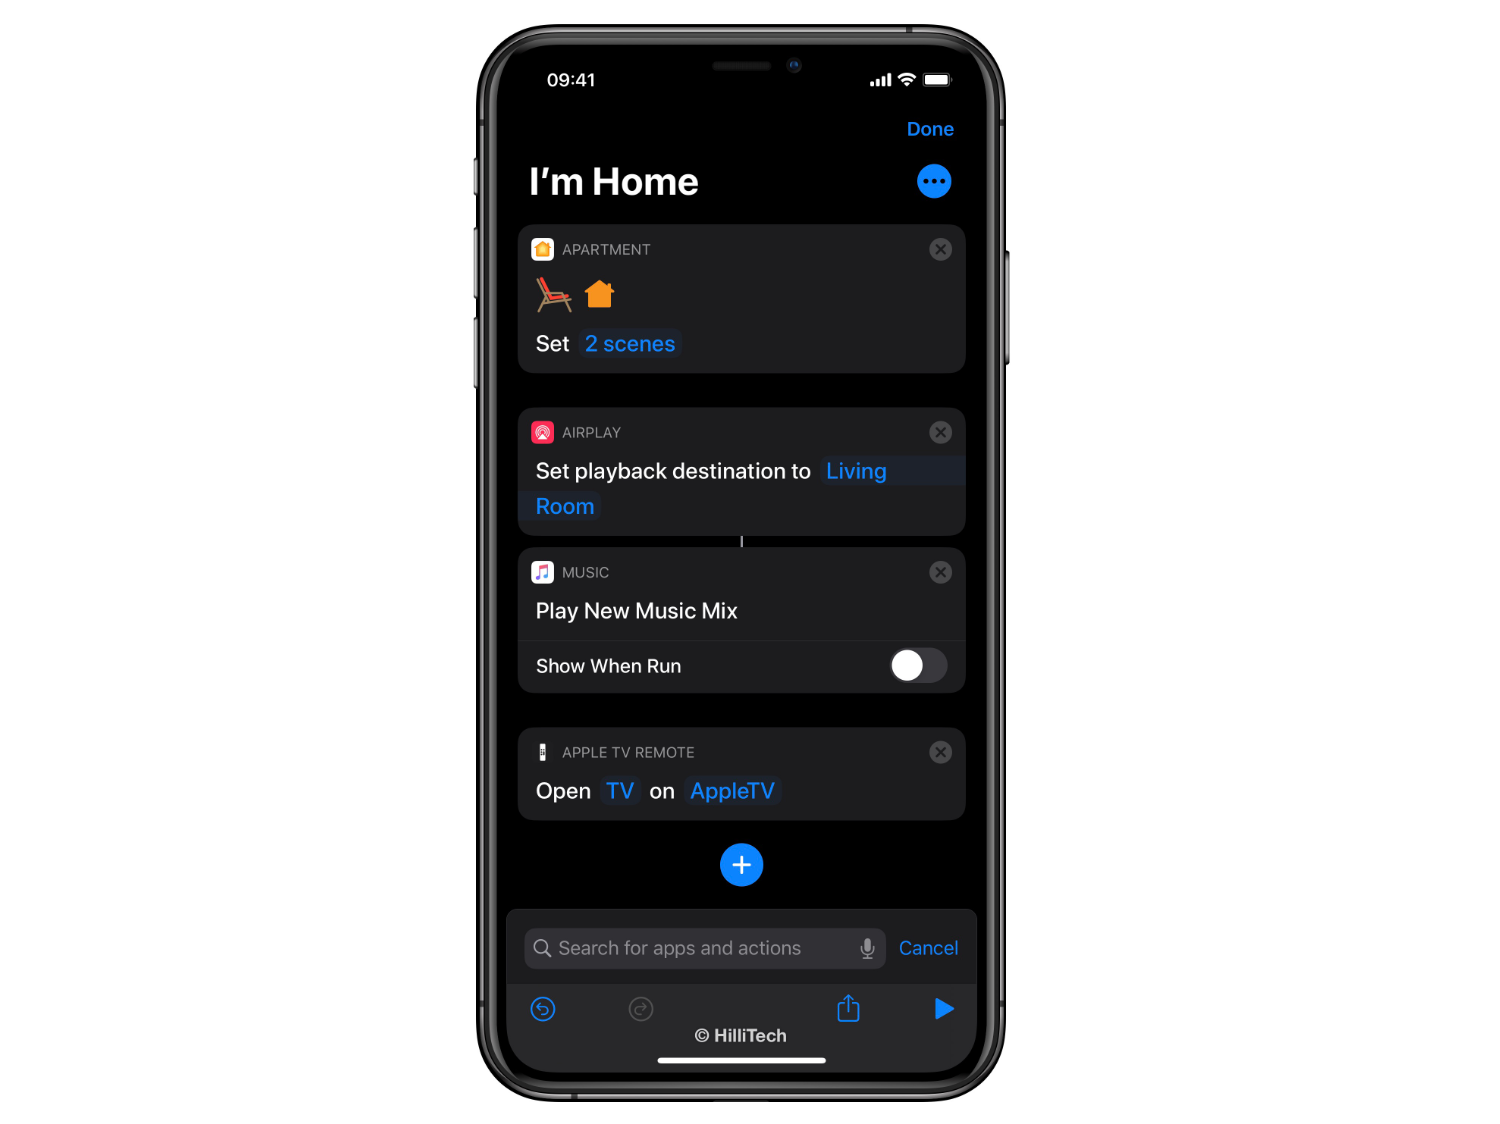 09:41
Done
I'm Home
APARTMENT
Set 2 scenes
AIRPLAY
Set playback destination to Living
Room
MUSIC
Play New Music Mix
Show When Run
APPLE TV REMOTE
Open TV on AppleTV
Search for apps and actions Cancel
© HilliTech